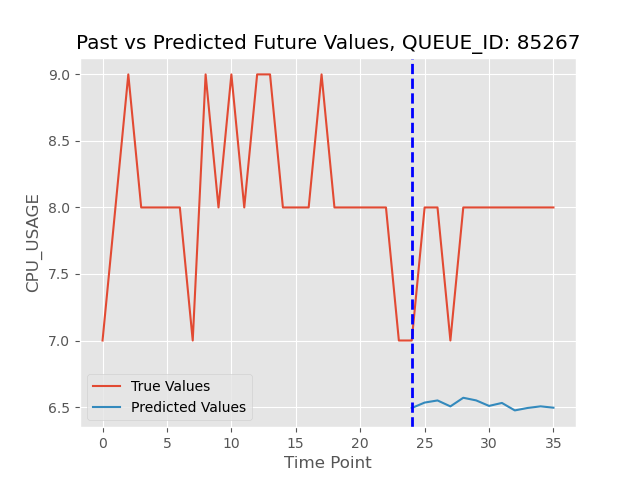 Past vs Predicted Future Values, QUEUE_ID: 85267
9.0
8.5
8.0
7.5
7.0
6.5
CPU_USAGE
True Values
Predicted Values
0 5 10 15 20 25 30 35
Time Point